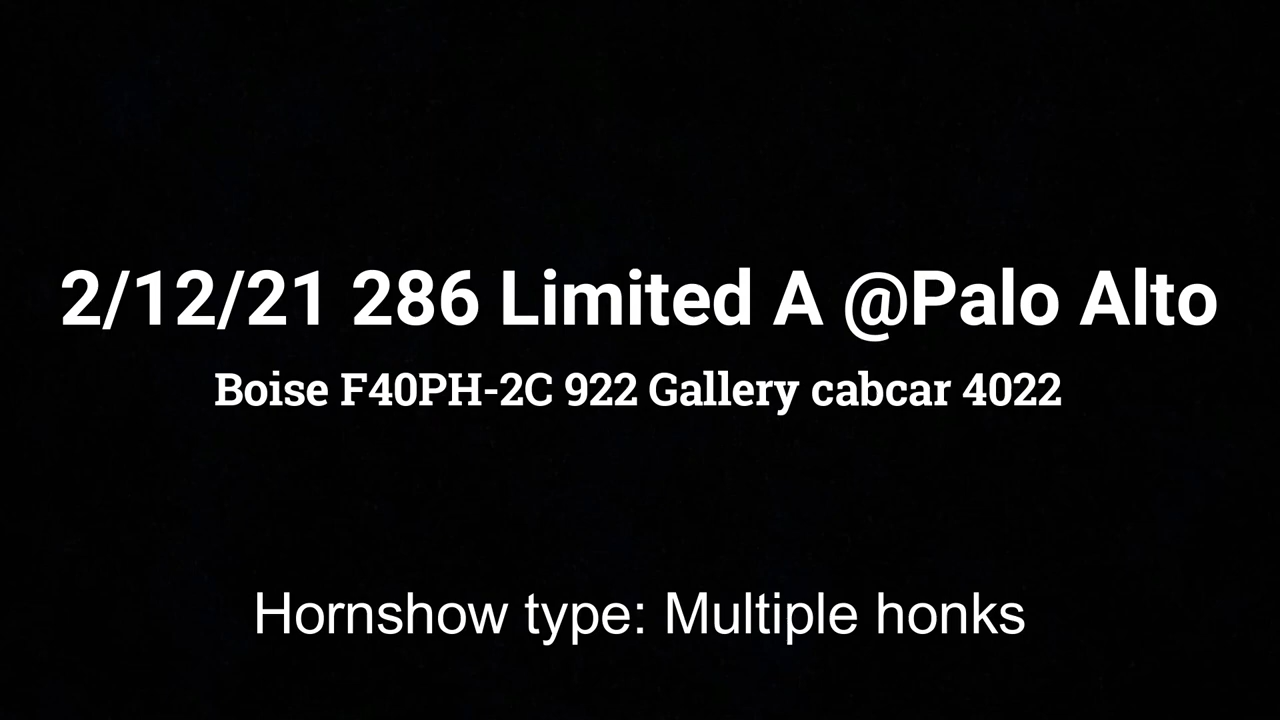 2/12/21 286 Limited A @Palo Alto
Boise F40PH-2C 922 Gallery cabcar 4022
Hornshow type: Multiple honks